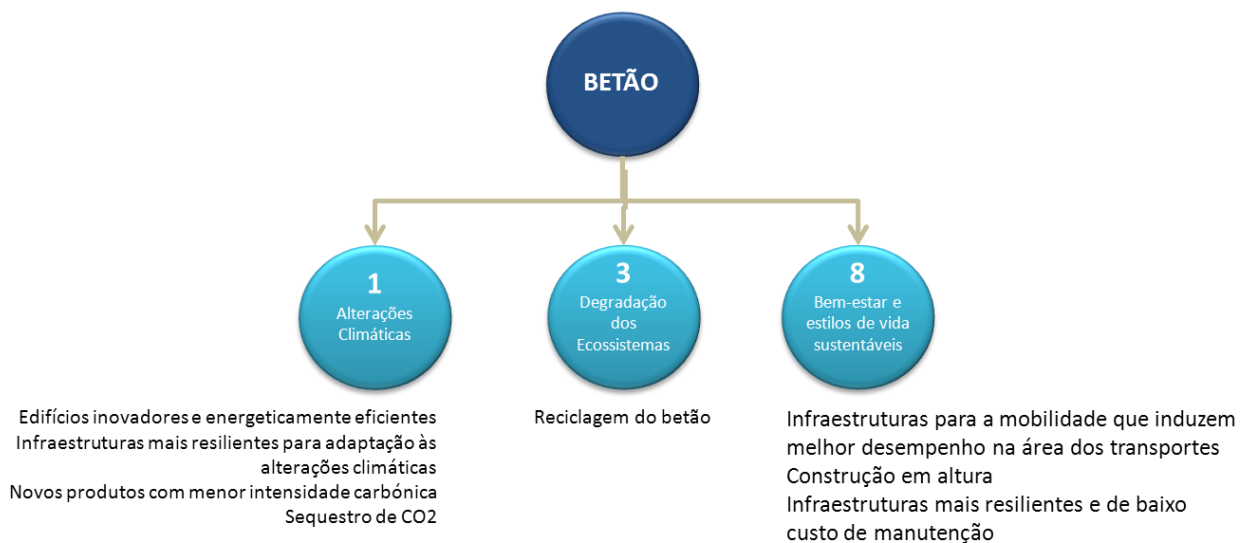 BETÃO
1
Alterações
Climáticas
3
Degradação
dos
Ecossistemas
8
Bem-estar e
estilos de vida
sustentáveis
Edifícios inovadores e energeticamente eficientes
Infraestruturas mais resilientes para adaptação às
alterações climáticas
Novos produtos com menor intensidade carbónica
Sequestro de CO2
Reciclagem do betão
Infraestruturas para a mobilidade que induzem
melhor desempenho na área dos transportes
Construção em altura
Infraestruturas mais resilientes e de baixo
custo de manutenção